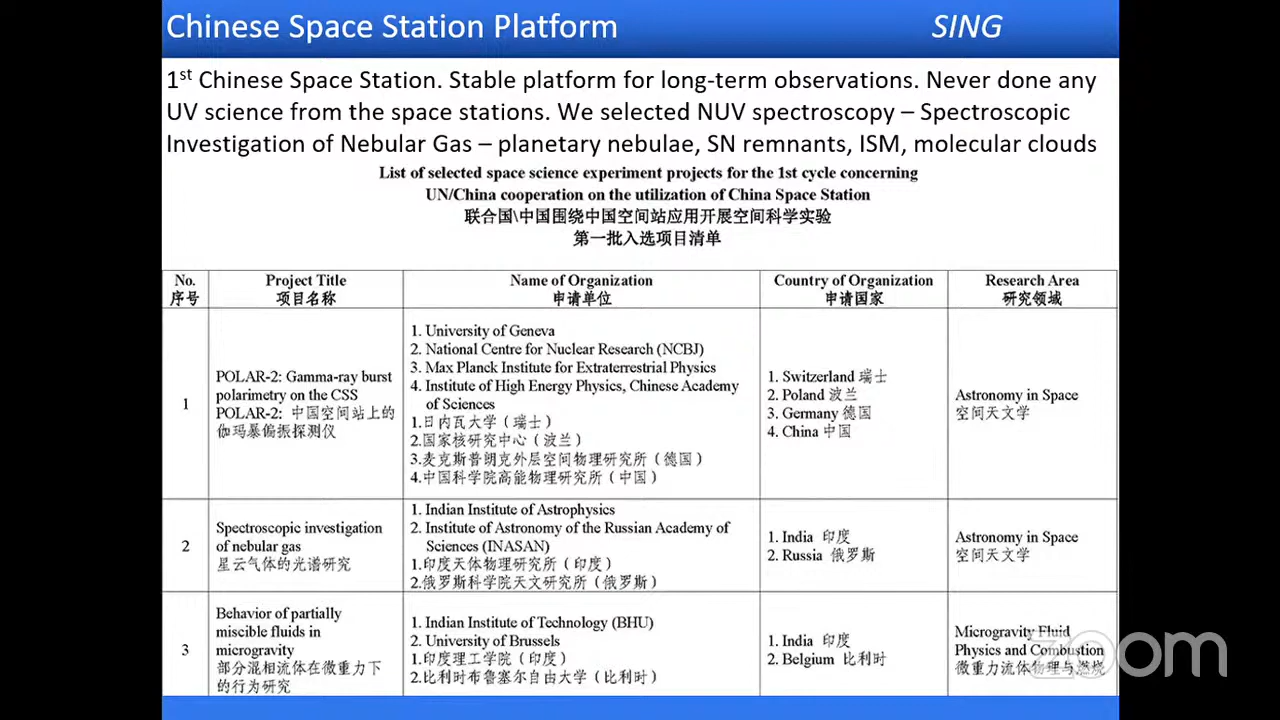 Chinese Space Station Platform
SING
1st Chinese Space Station. Stable platform for long-term observations. Never done any
UV science from the space stations. We selected NUV spectroscopy – Spectroscopic
Investigation of Nebular Gas – planetary nebulae, SN remnants, ISM, molecular clouds
List of selected space science experiment projects for the 1st cycle concerning
UN/China cooperation on the utilization of China Space Station
联合国\中国围绕中国空间站应用开展空间科学实验
第一批入选项目清单
No.
序号
Project Title
项目名称
Name of Organization
申请单位
Country of Organization
申请国家
Research Area
研究领域
1
POLAR-2: Gamma-ray burst
polarimetry on the CSS
POLAR-2: 中国空间站上的
伽玛暴偏振探测仪
1. University of Geneva
2. National Centre for Nuclear Research (NCBJ)
3. Max Planck Institute for Extraterrestrial Physics
4. Institute of High Energy Physics, Chinese Academy
of Sciences
1.日内瓦大学（瑞士）
2.国家核研究中心（波兰）
3.麦克斯普朗克外层空间物理研究所（德国）
4.中国科学院高能物理研究所（中国）
1. Switzerland 瑞士
2. Poland 波兰
3. Germany 德国
4. China 中国
Astronomy in Space
空间天文学
2
Spectroscopic investigation
of nebular gas
星云气体的光谱研究
1. Indian Institute of Astrophysics
2. Institute of Astronomy of the Russian Academy of
Sciences (INASAN)
1.印度天体物理研究所（印度）
2.俄罗斯科学院天文研究所（俄罗斯）
1. India 印度
2. Russia 俄罗斯
Astronomy in Space
空间天文学
3
Behavior of partially
miscible fluids in
microgravity
部分混相流体在微重力下
的行为研究
1. Indian Institute of Technology (BHU)
2. University of Brussels
1.印度理工学院（印度）
2.比利时布鲁塞尔自由大学（比利时）
1. India 印度
2. Belgium 比利时
Microgravity Fluid
Physics and Combustion
微重力流体物理与燃烧
zoom